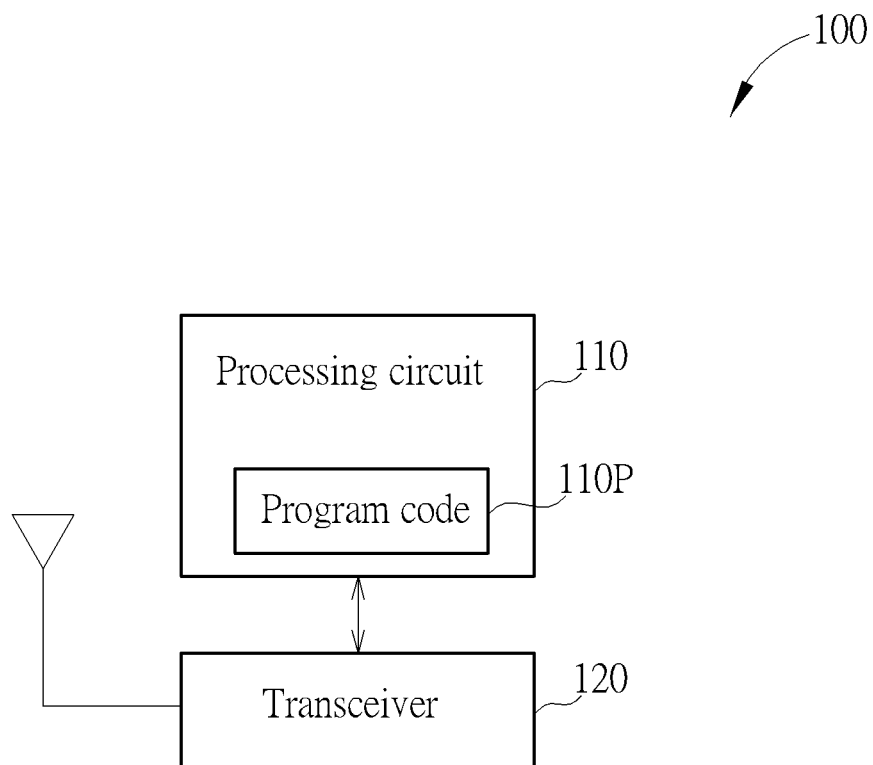 100
Processing circuit
110
Program code
110P
Transceiver
120